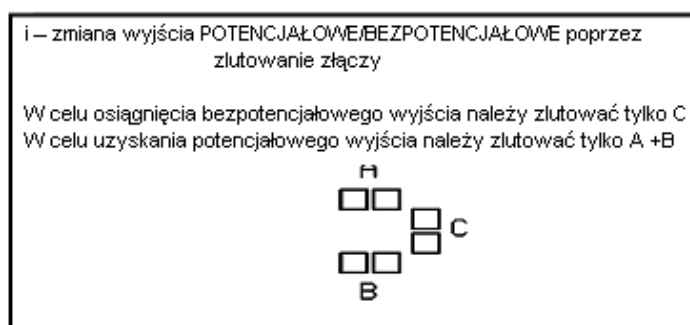 i – zmiana wyjścia POTENCJAŁOWE/BEZPOTENCJAŁOWE poprzez
zlutowanie złączy
W celu osiągnięcia bezpotencjałowego wyjścia należy zlutować tylko C
W celu uzyskania potencjałowego wyjścia należy zlutować tylko A +B
A
C
B